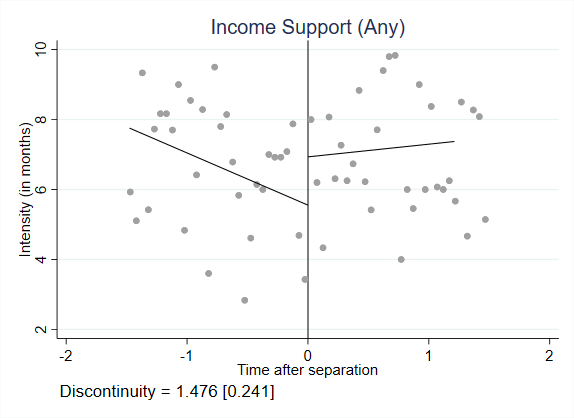 Income Support (Any)
Intensity (in months)
10
8
6
4
2
-2 -1 0 1 2
Time after separation
Discontinuity = 1.476 [0.241]